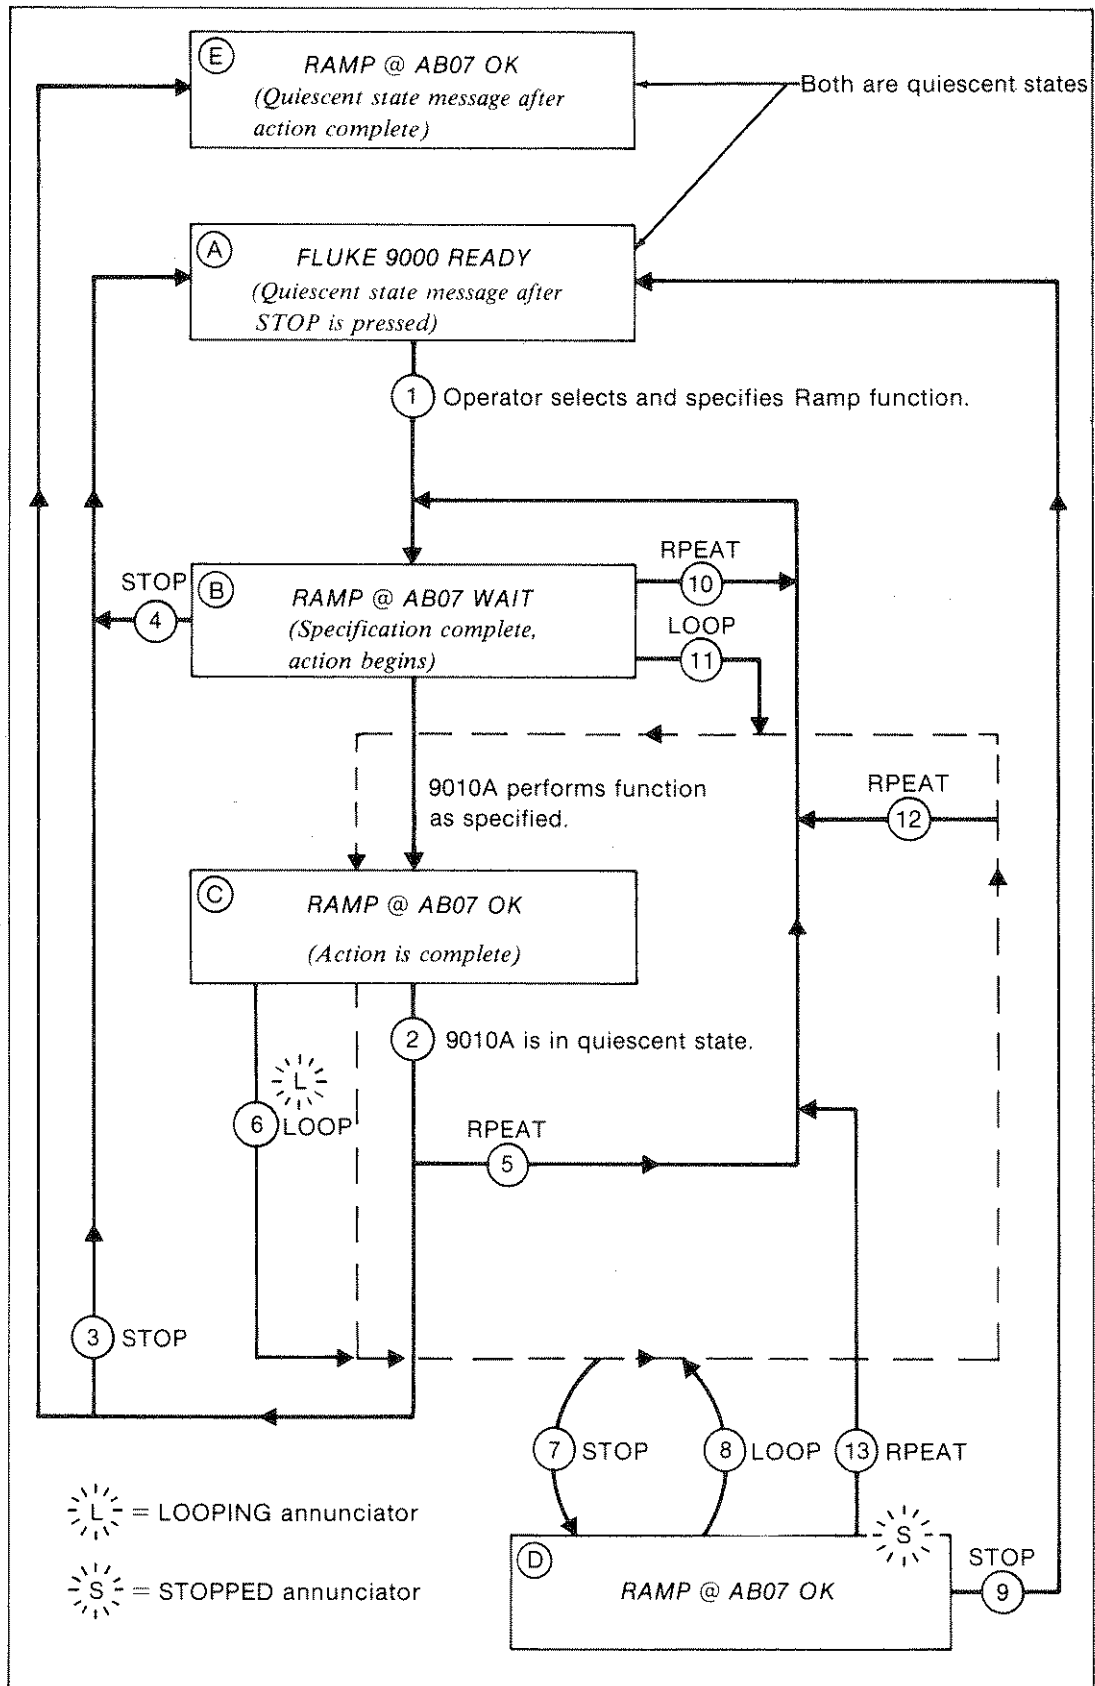 E
RAMP @ AB07 OK
(Quiescent state message after
action complete)
Both are quiescent states
A
FLUKE 9000 READY
(Quiescent state message after
STOP is pressed)
1 Operator selects and specifies Ramp function.
STOP
4
B
RAMP @ AB07 WAIT
(Specification complete,
action begins)
RPEAT
10
LOOP
11
9010A performs function
as specified.
RPEAT
12
C
RAMP @ AB07 OK
(Action is complete)
2 9010A is in quiescent state.
L
6 LOOP
RPEAT
5
3 STOP
7 STOP
8 LOOP
13 RPEAT
L = LOOPING annunciator
S = STOPPED annunciator
S
D
RAMP @ AB07 OK
STOP
9